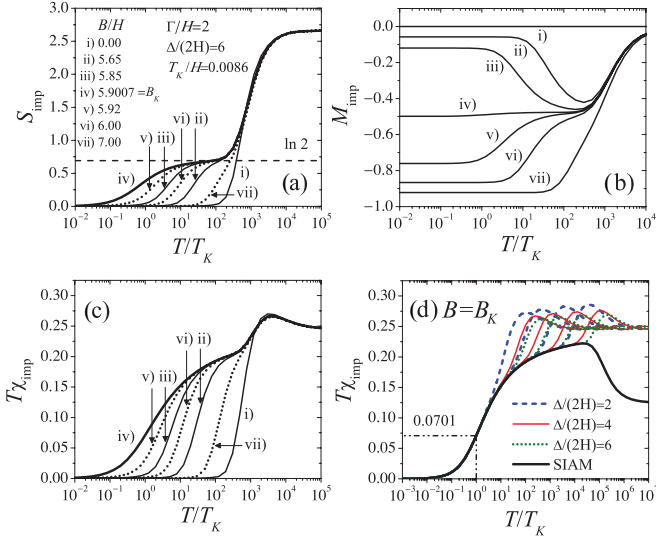 B/H
i) 0.00
ii) 5.65
iii) 5.85
iv) 5.9007 =B_K
v) 5.92
vi) 6.00
vii) 7.00
Γ/H=2
Δ/(2H)=6
T_K/H=0.0086
ln 2
v) iii) vi) ii)
iv)
i)
vii)
(a)
S_imp
3.0
2.5
2.0
1.5
1.0
0.5
0.0
10^-2 10^-1 10^0 10^1 10^2 10^3 10^4 10^5
T/T_K
M_imp
0.0
−0.2
−0.4
−0.6
−0.8
−1.0
i)
ii)
iii)
iv)
v)
vi)
vii)
(b)
10^-2 10^-1 10^0 10^1 10^2 10^3 10^4 10^5
T/T_K
(c)
Tχ_imp
0.30
0.25
0.20
0.15
0.10
0.05
0.00
vi) ii)
v) iii)
iv)
i)
vii)
10^-2 10^-1 10^0 10^1 10^2 10^3 10^4 10^5
T/T_K
(d) B=B_K
Tχ_imp
0.30
0.25
0.20
0.15
0.10
0.05
0.00
0.0701
Δ/(2H)=2
Δ/(2H)=4
Δ/(2H)=6
SIAM
10^-3 10^-2 10^-1 10^0 10^1 10^2 10^3 10^4 10^5 10^6 10^7
T/T_K